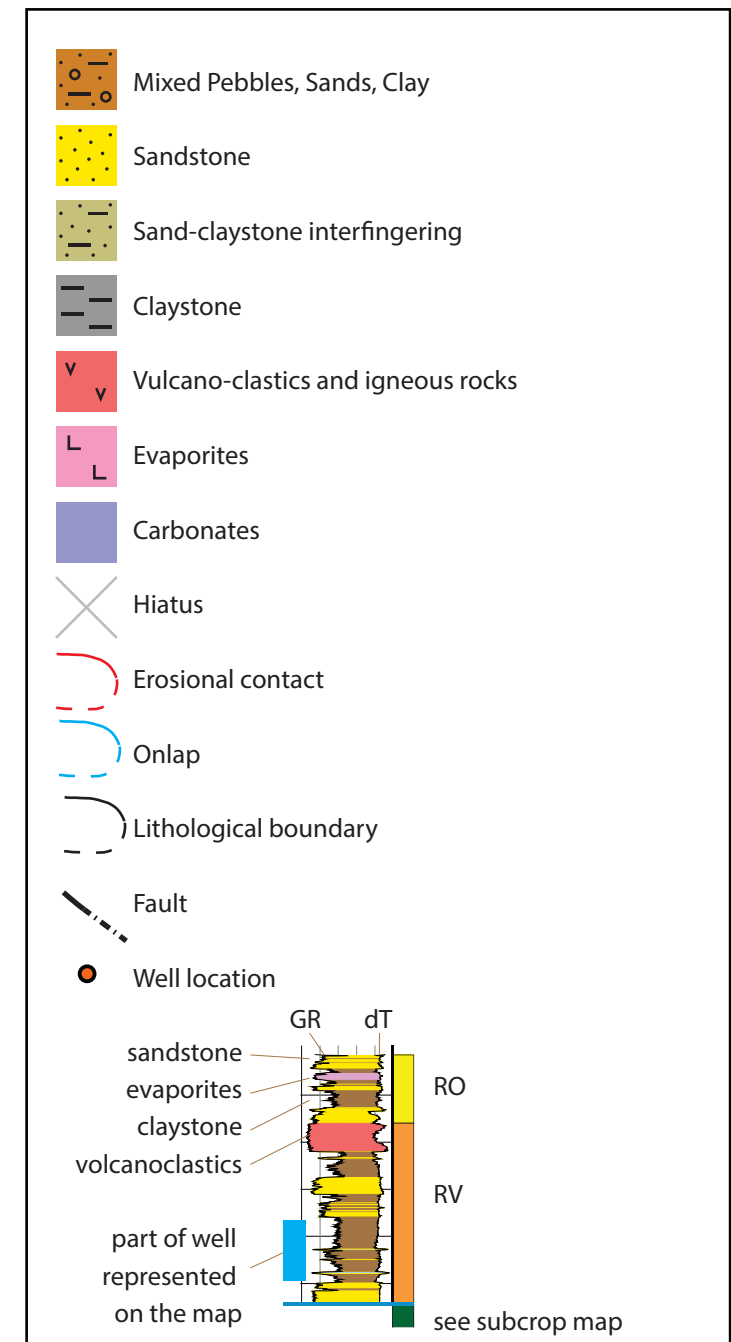 Mixed Pebbles, Sands, Clay
Sandstone
Sand-claystone interfingering
Claystone
Vulcano-clastics and igneous rocks
Evaporites
Carbonates
Hiatus
Erosional contact
Onlap
Lithological boundary
Fault
Well location
GR dT
sandstone
evaporites
claystone
volcanoclastics
RO
RV
part of well
represented
on the map
see subcrop map